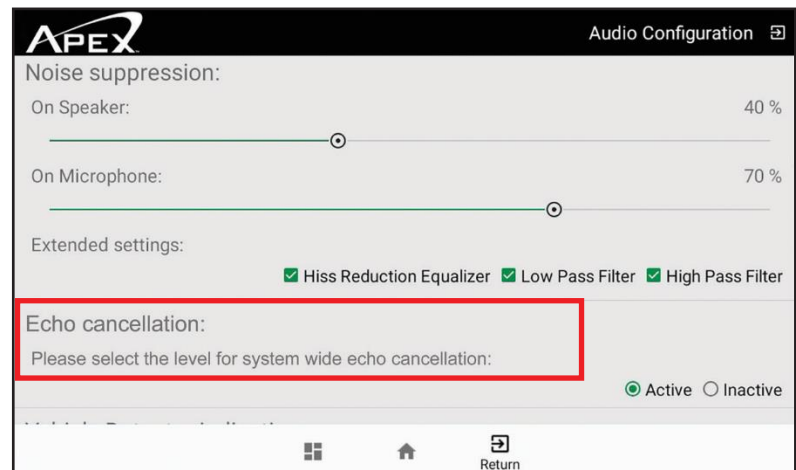 APEX
Audio Configuration
Noise suppression:
On Speaker:
40 %
On Microphone:
70 %
Extended settings:
Hiss Reduction Equalizer Low Pass Filter High Pass Filter
Echo cancellation:
Please select the level for system wide echo cancellation:
Active Inactive
Return